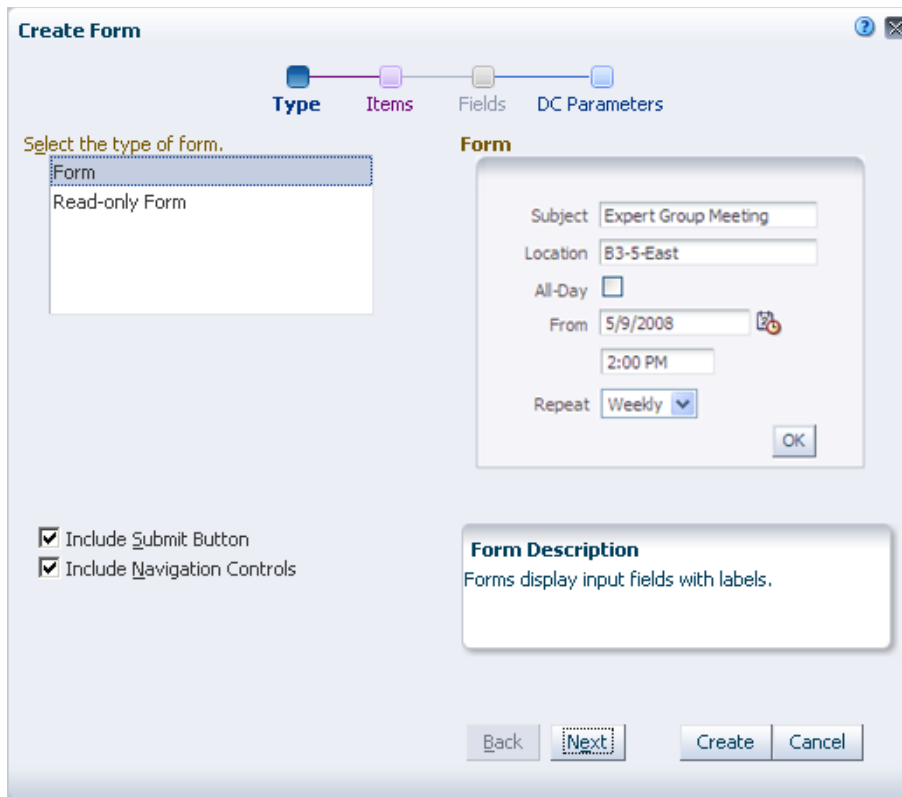 Create Form
Type Items Fields DC Parameters
Select the type of form.
Form
Read-only Form
Form
Subject Expert Group Meeting
Location B3-5-East
All-Day
From 5/9/2008
2:00 PM
Repeat Weekly
OK
Include Submit Button
Include Navigation Controls
Form Description
Forms display input fields with labels.
Back Next Create Cancel